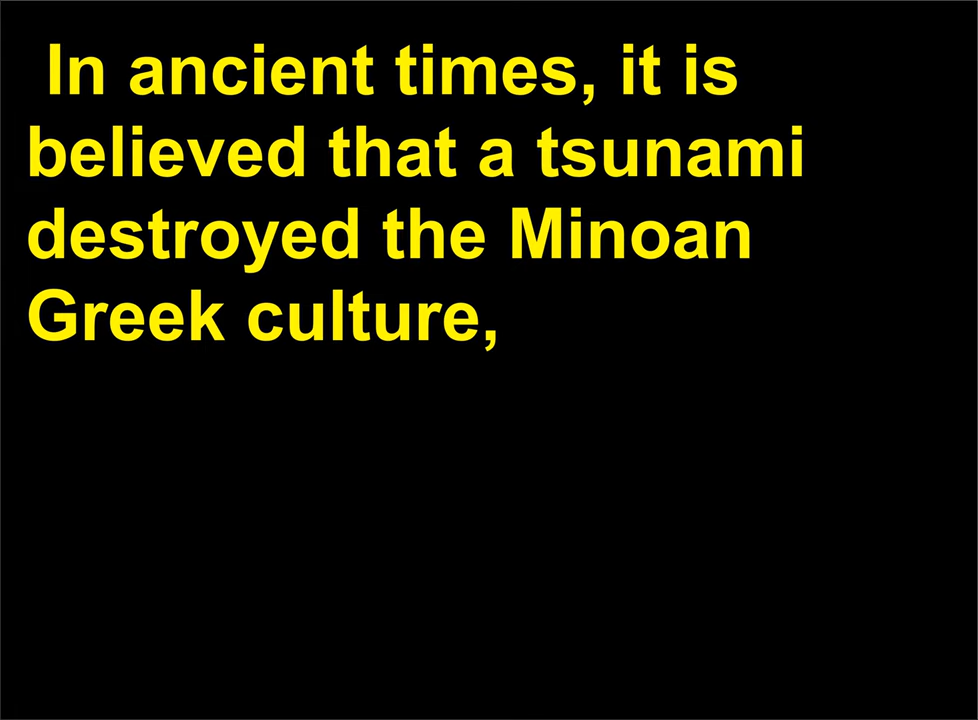 In ancient times, it is
believed that a tsunami
destroyed the Minoan
Greek culture,